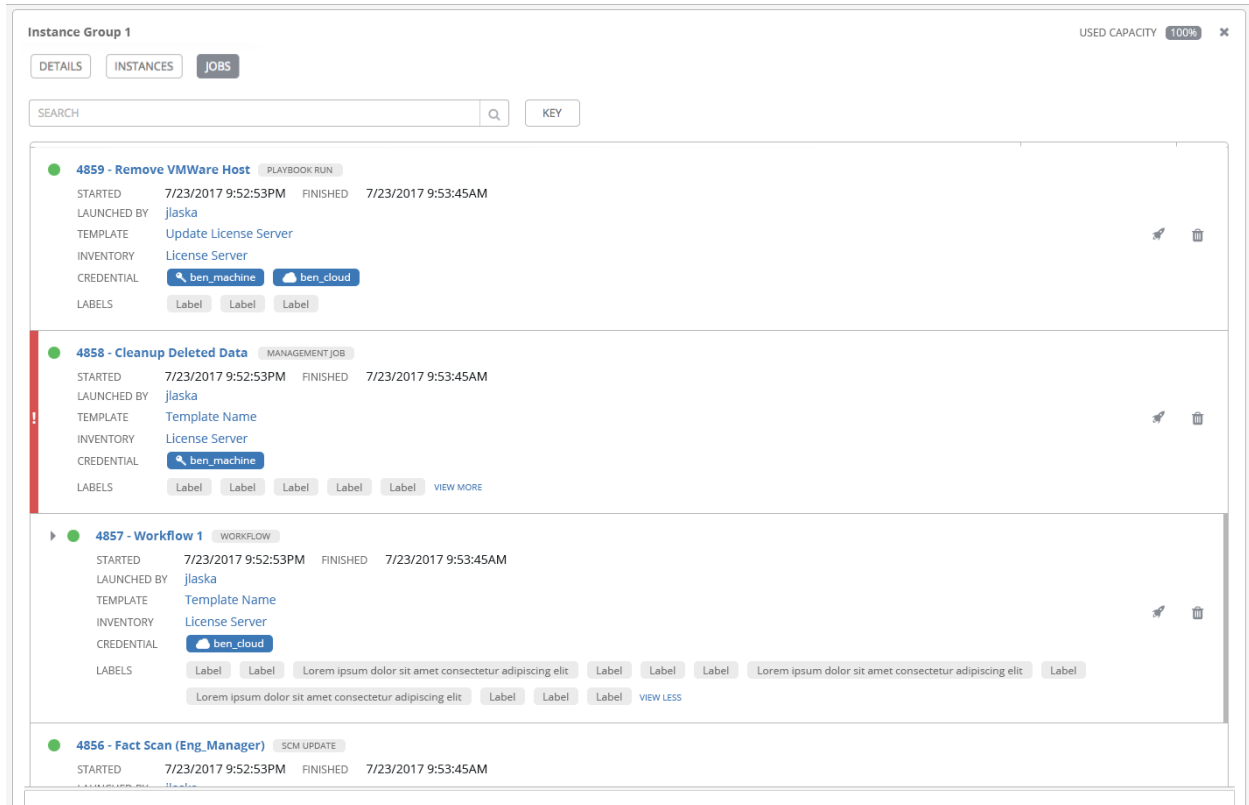 Instance Group 1 USED CAPACITY 100%
DETAILS INSTANCES JOBS
SEARCH KEY
4859 - Remove VMWare Host PLAYBOOK RUN
STARTED 7/23/2017 9:52:53PM FINISHED 7/23/2017 9:53:45AM
LAUNCHED BY jlaska
TEMPLATE Update License Server
INVENTORY License Server
CREDENTIAL ben_machine ben_cloud
LABELS Label Label Label
4858 - Cleanup Deleted Data MANAGEMENT JOB
STARTED 7/23/2017 9:52:53PM FINISHED 7/23/2017 9:53:45AM
LAUNCHED BY jlaska
!
TEMPLATE Template Name
INVENTORY License Server
CREDENTIAL ben_machine
LABELS Label Label Label Label Label VIEW MORE
4857 - Workflow 1 WORKFLOW
STARTED 7/23/2017 9:52:53PM FINISHED 7/23/2017 9:53:45AM
LAUNCHED BY jlaska
TEMPLATE Template Name
INVENTORY License Server
CREDENTIAL ben_cloud
LABELS Label Label Lorem ipsum dolor sit amet consectetur adipiscing elit Label Label Label Lorem ipsum dolor sit amet consectetur adipiscing elit Label
Lorem ipsum dolor sit amet consectetur adipiscing elit Label Label Label VIEW LESS
4856 - Fact Scan (Eng_Manager) SCM UPDATE
STARTED 7/23/2017 9:52:53PM FINISHED 7/23/2017 9:53:45AM